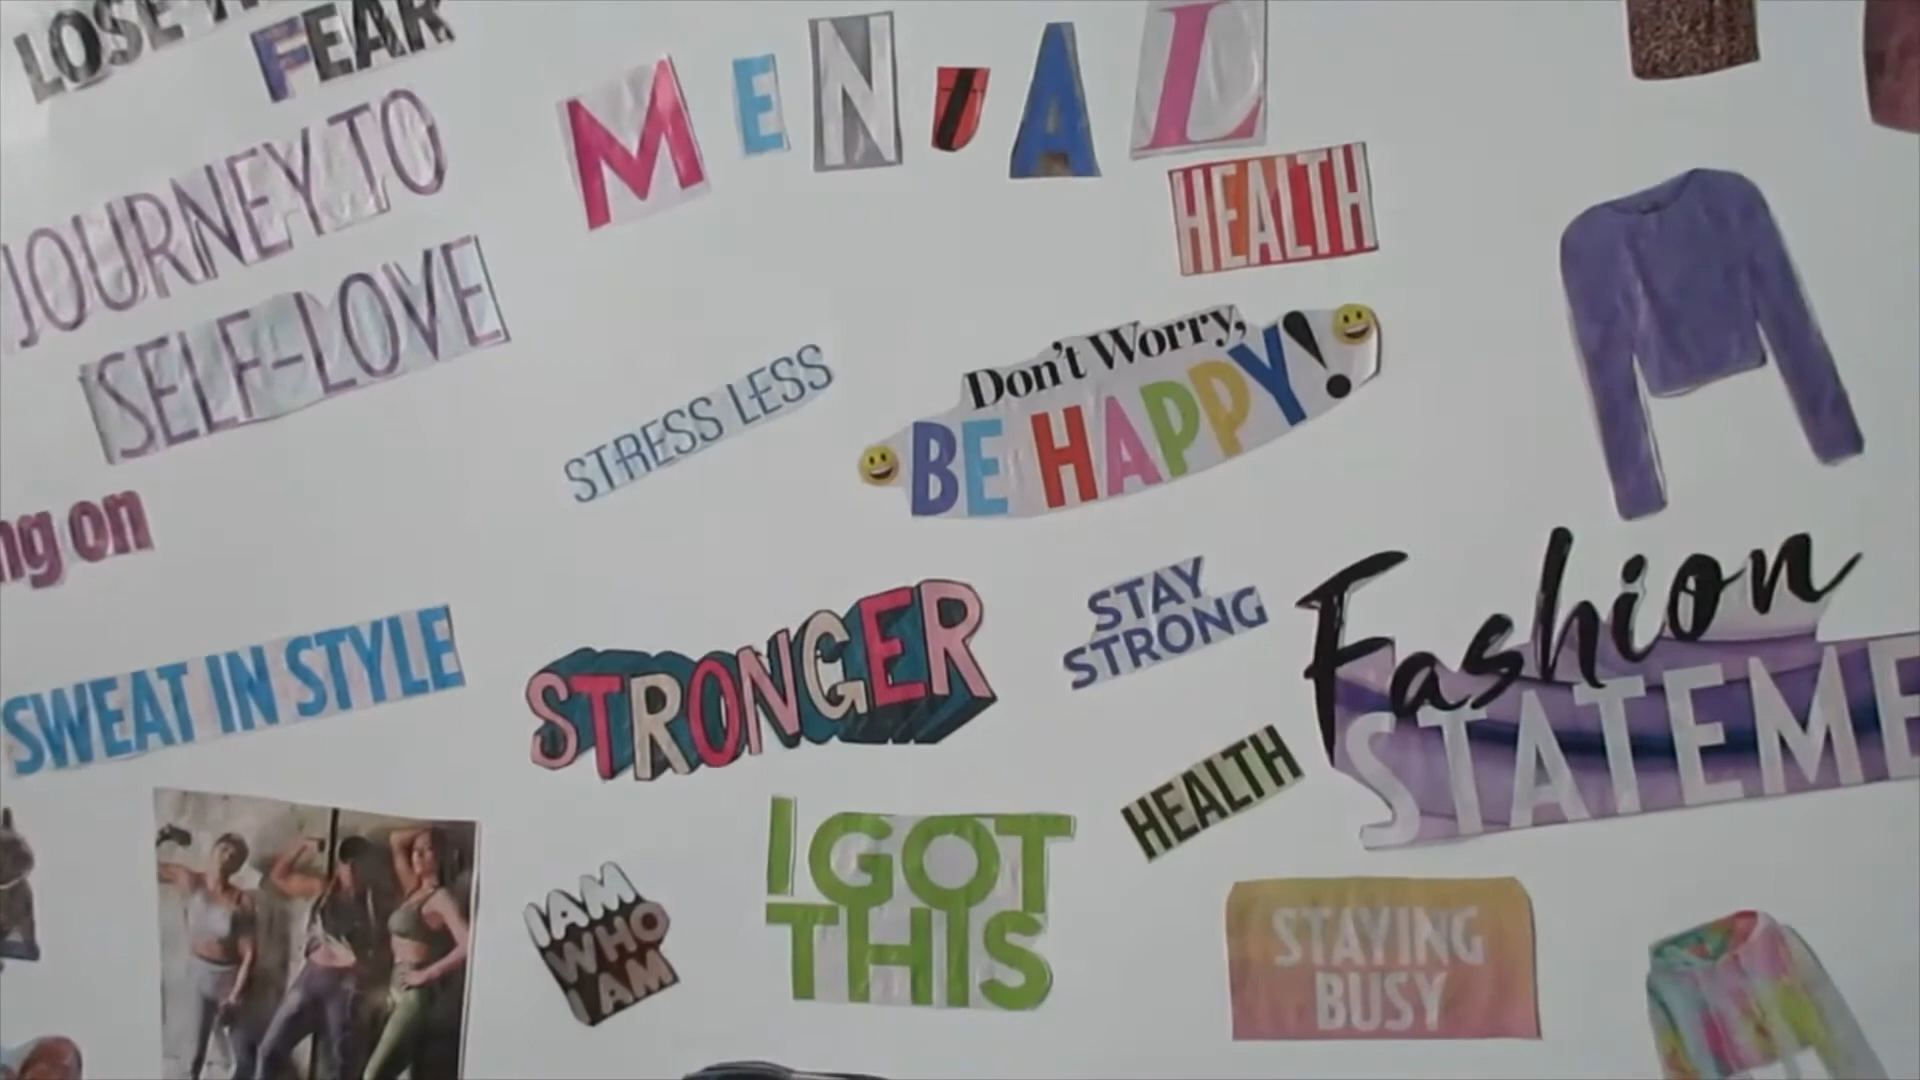 LOSE
FEAR
JOURNEY TO
SELF-LOVE
MENTAL
HEALTH
STRESS LESS
Don't Worry,
BE HAPPY!
ng on
SWEAT IN STYLE
STRONGER
STAY
STRONG
Fashion
STATEME
HEALTH
I AM
WHO
I AM
I GOT
THIS
STAYING
BUSY